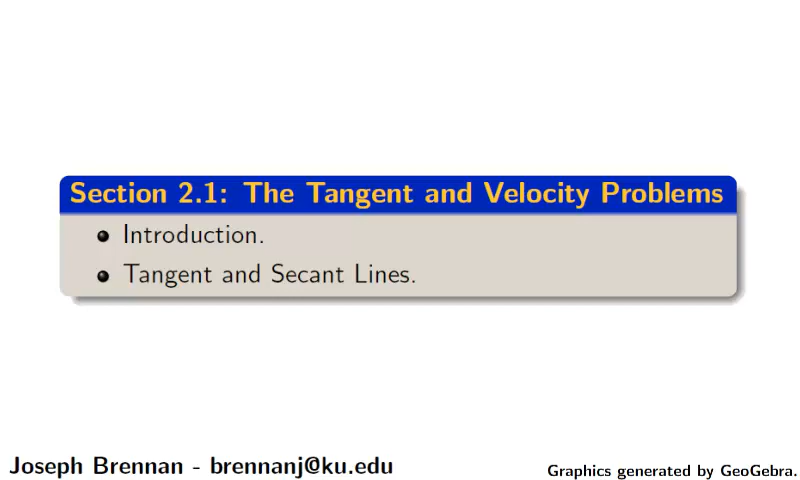 Section 2.1: The Tangent and Velocity Problems
Introduction.
Tangent and Secant Lines.
Joseph Brennan - brennanj@ku.edu
Graphics generated by GeoGebra.